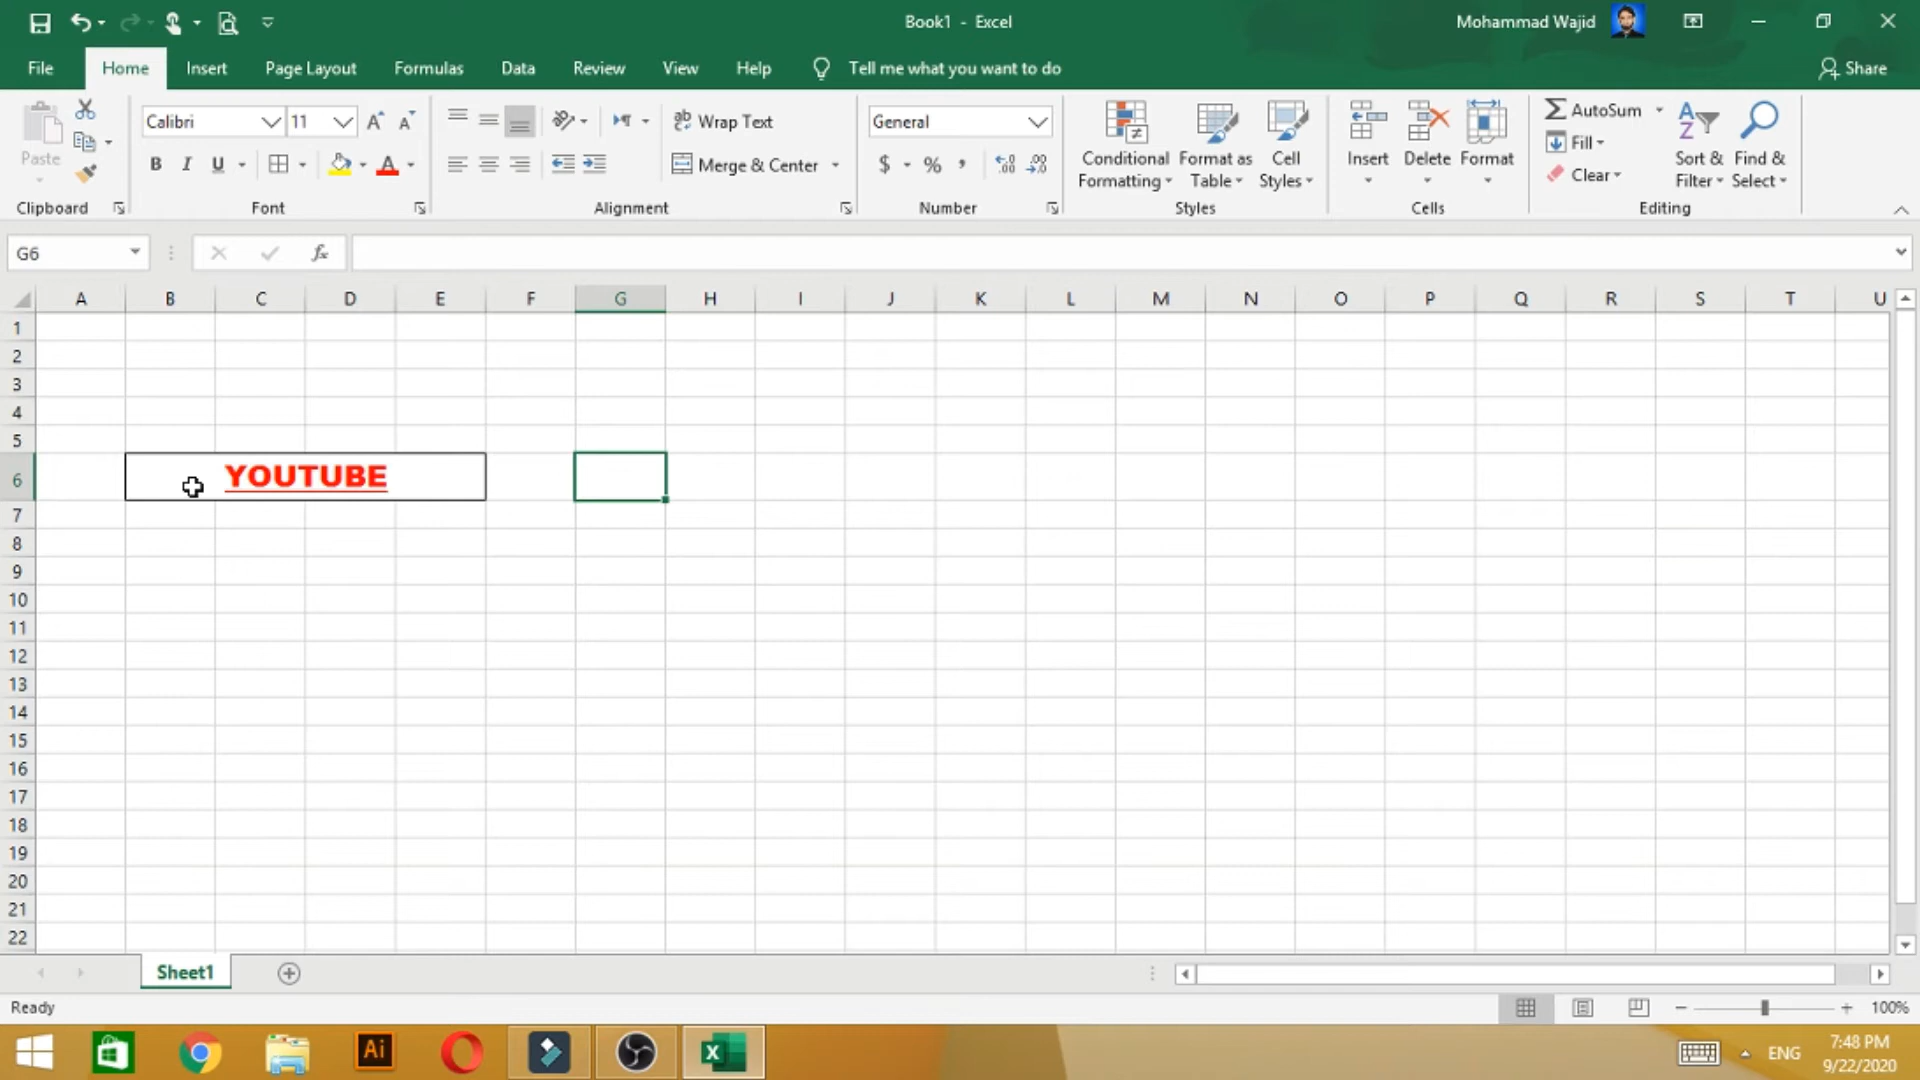 Book1 - Excel
Mohammad Wajid
File Home Insert Page Layout Formulas Data Review View Help Tell me what you want to do Share
Paste
Clipboard
Calibri 11
B I U A
Font
Wrap Text
Merge & Center
Alignment
General
$ % ,
Number
Conditional Formatting
Format as Table
Cell Styles
Styles
Insert Delete Format
Cells
AutoSum
Fill
Clear
Sort & Filter
Find & Select
Editing
G6 fx
A B C D E F G H I J K L M N O P Q R S T U
1
2
3
4
5
6 YOUTUBE
7
8
9
10
11
12
13
14
15
16
17
18
19
20
21
22
Sheet1
Ready 100%
Ai X ENG 7:48 PM
9/22/2020